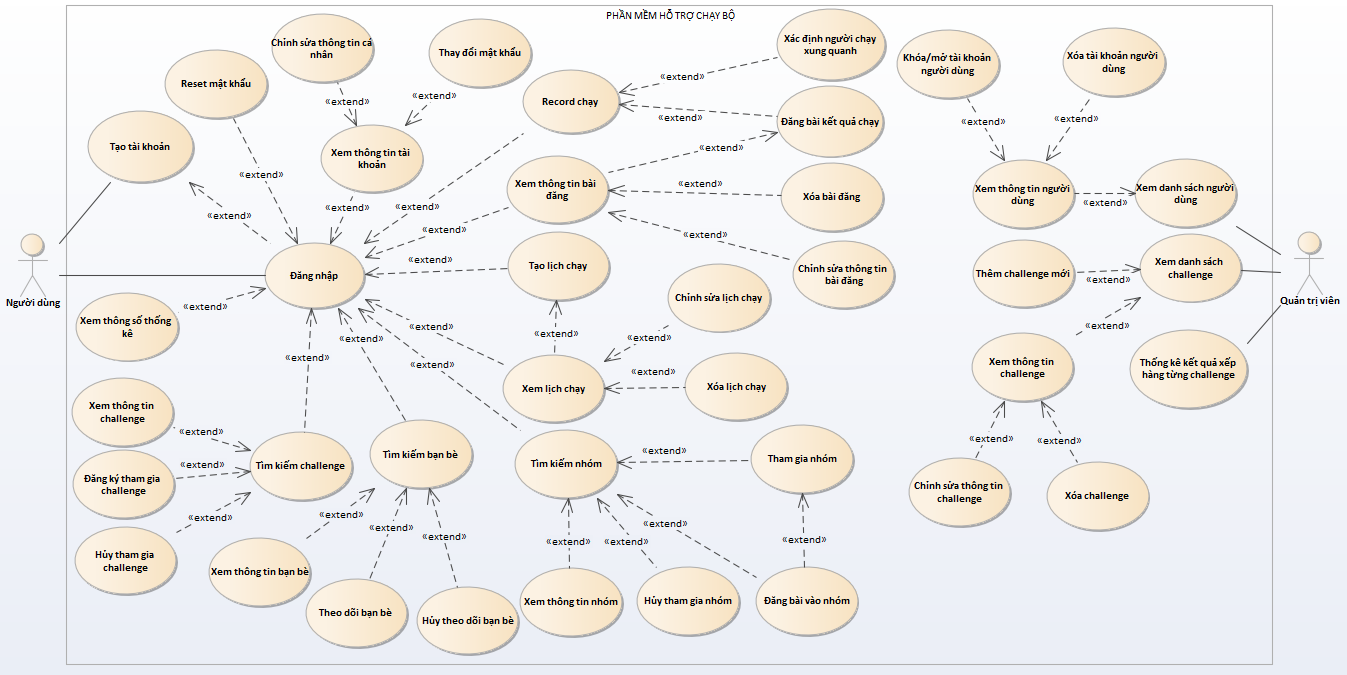 PHẦN MỀM HỖ TRỢ CHẠY BỘ
Chỉnh sửa thông tin cá
nhân
Thay đổi mật khẩu
Reset mật khẩu
«extend»
«extend»
Tạo tài khoản
Xem thông tin tài
khoản
«extend»
«extend»
«extend»
Record chạy
Xác định người chạy
xung quanh
«extend»
Đăng bài kết quả chạy
«extend»
«extend»
«extend»
Xem thông tin bài
đăng
«extend»
Xóa bài đăng
«extend»
«extend»
Chỉnh sửa thông tin
bài đăng
Đăng nhập
«extend»
Tạo lịch chạy
Người dùng
Xem thông số thống
kê
«extend»
«extend»
Chỉnh sửa lịch chạy
«extend»
«extend»
Xem lịch chạy
«extend»
Xóa lịch chạy
«extend»
«extend»
«extend»
Xem thông tin
challenge
«extend»
Đăng ký tham gia
challenge
«extend»
Tìm kiếm challenge
Hủy tham gia
challenge
«extend»
Tìm kiếm bạn bè
Xem thông tin bạn bè
«extend»
Theo dõi bạn bè
«extend»
Hủy theo dõi bạn bè
«extend»
Tìm kiếm nhóm
«extend»
Tham gia nhóm
«extend»
«extend»
«extend»
«extend»
Xem thông tin nhóm
Hủy tham gia nhóm
Đăng bài vào nhóm
Khóa/mở tài khoản
người dùng
Xóa tài khoản người
dùng
«extend»
«extend»
Xem thông tin người
dùng
«extend»
Xem danh sách người
dùng
Thêm challenge mới
«extend»
Xem danh sách
challenge
Quản trị viên
«extend»
Xem thông tin
challenge
Thống kê kết quả xếp
hàng từng challenge
«extend»
«extend»
Chỉnh sửa thông tin
challenge
Xóa challenge